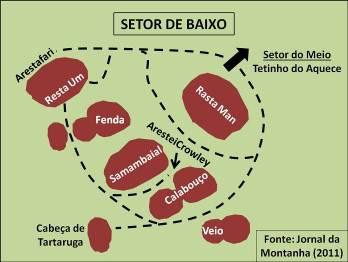 SETOR DE BAIXO
Arestafari
Resta Um
Setor do Meio
Tetinho do Aquece
Rasta Man
Fenda
AresteiCrowley
Samambaial
Calabouço
Cabeça de
Tartaruga
Veio
Fonte: Jornal da
Montanha (2011)